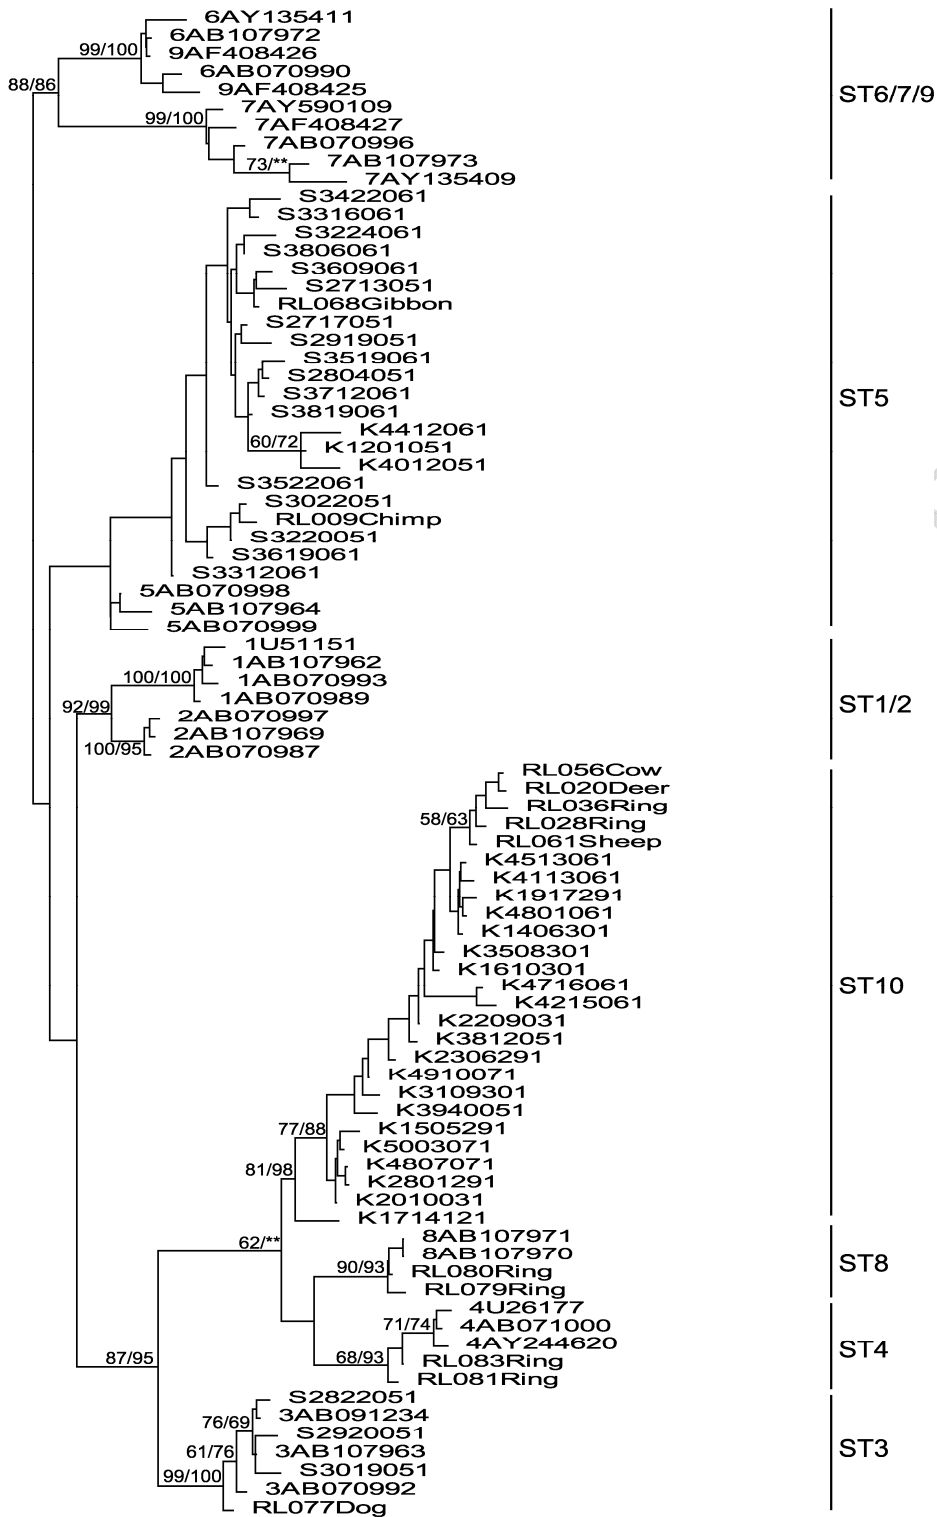 6AY135411
6AB107972
99/100
9AF408426
6AB070990
88/86
9AF408425
ST6/7/9
7AY590109
99/100
7AF408427
7AB070996
73/**
7AB107973
7AY135409
S3422061
S3316061
S3224061
S3806061
S3609061
S2713051
RL068Gibbon
S2717051
S2919051
S3519061
S2804051
S3712061
ST5
S3819061
K4412061
60/72
K1201051
K4012051
S3522061
S3022051
RL009Chimp
S3220051
S3619061
S3312061
5AB070998
5AB107964
5AB070999
1U51151
1AB107962
100/100
1AB070993
1AB070989
92/99
ST1/2
2AB070997
2AB107969
100/95
2AB070987
RL056Cow
RL020Deer
RL036Ring
58/63
RL028Ring
RL061Sheep
K4513061
K4113061
K1917291
K4801061
K1406301
K3508301
K1610301
K4716061
ST10
K4215061
K2209031
K3812051
K2306291
K4910071
K3109301
K3940051
77/88
K1505291
K5003071
81/98
K4807071
K2801291
K2010031
K1714121
62/**
8AB107971
8AB107970
ST8
90/93
RL080Ring
RL079Ring
4U26177
71/74
4AB071000
4AY244620
ST4
87/95
68/93
RL083Ring
RL081Ring
S2822051
3AB091234
76/69
S2920051
61/76
3AB107963
ST3
99/100
S3019051
3AB070992
RL077Dog